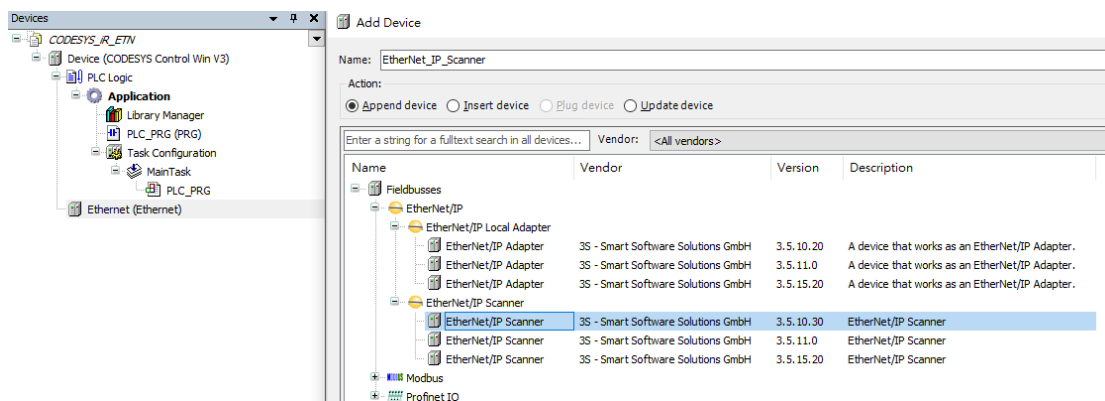 Devices
CODESYS_iR_ETN
Device (CODESYS Control Win V3)
PLC Logic
Application
Library Manager
PLC_PRG (PRG)
Task Configuration
MainTask
PLC_PRG
Ethernet (Ethernet)
Add Device
Name: EtherNet_IP_Scanner
Action:
Append device Insert device Plug device Update device
Enter a string for a fulltext search in all devices... Vendor: <All vendors>
Name Vendor Version Description
Fieldbusses
EtherNet/IP
EtherNet/IP Local Adapter
EtherNet/IP Adapter 3S - Smart Software Solutions GmbH 3.5.10.20 A device that works as an EtherNet/IP Adapter.
EtherNet/IP Adapter 3S - Smart Software Solutions GmbH 3.5.11.0 A device that works as an EtherNet/IP Adapter.
EtherNet/IP Adapter 3S - Smart Software Solutions GmbH 3.5.15.20 A device that works as an EtherNet/IP Adapter.
EtherNet/IP Scanner
EtherNet/IP Scanner 3S - Smart Software Solutions GmbH 3.5.10.30 EtherNet/IP Scanner
EtherNet/IP Scanner 3S - Smart Software Solutions GmbH 3.5.11.0 EtherNet/IP Scanner
EtherNet/IP Scanner 3S - Smart Software Solutions GmbH 3.5.15.20 EtherNet/IP Scanner
Modbus
Profinet IO